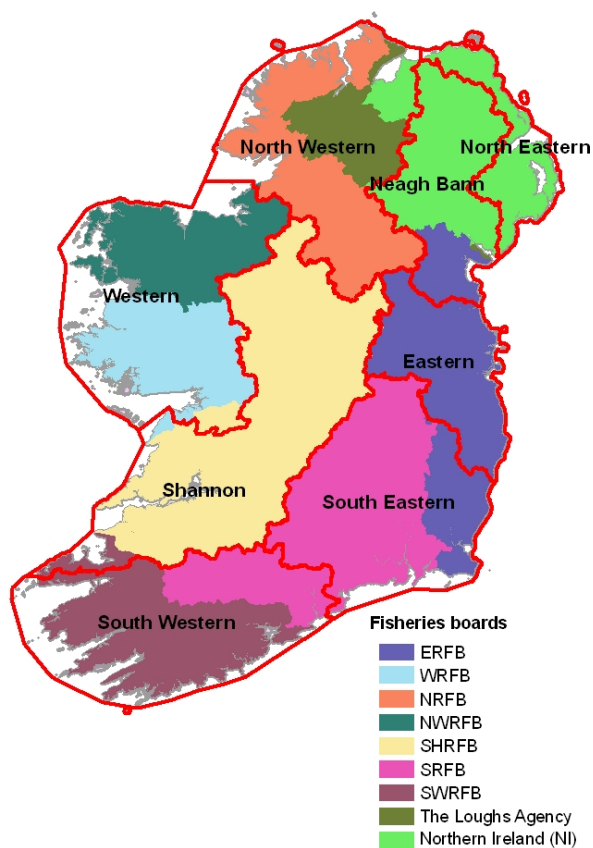 North Western
North Eastern
Neagh Bann
Western
Eastern
Shannon
South Eastern
South Western
Fisheries boards
ERFB
WRFB
NRFB
NWRFB
SHRFB
SRFB
SWRFB
The Loughs Agency
Northern Ireland (NI)